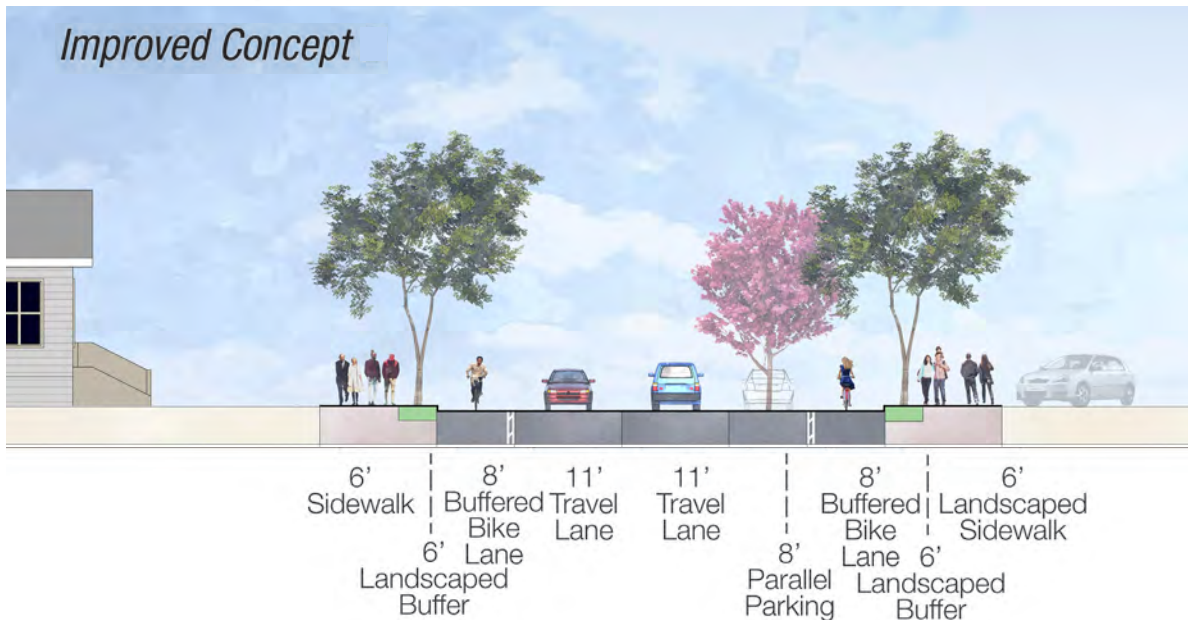 Improved Concept
6’
Sidewalk
6’
Landscaped
Buffer
8’
Buffered
Bike
Lane
11’
Travel
Lane
11’
Travel
Lane
8’
Parallel
Parking
8’
Buffered
Bike
Lane
6’
Landscaped
Buffer
6’
Landscaped
Sidewalk